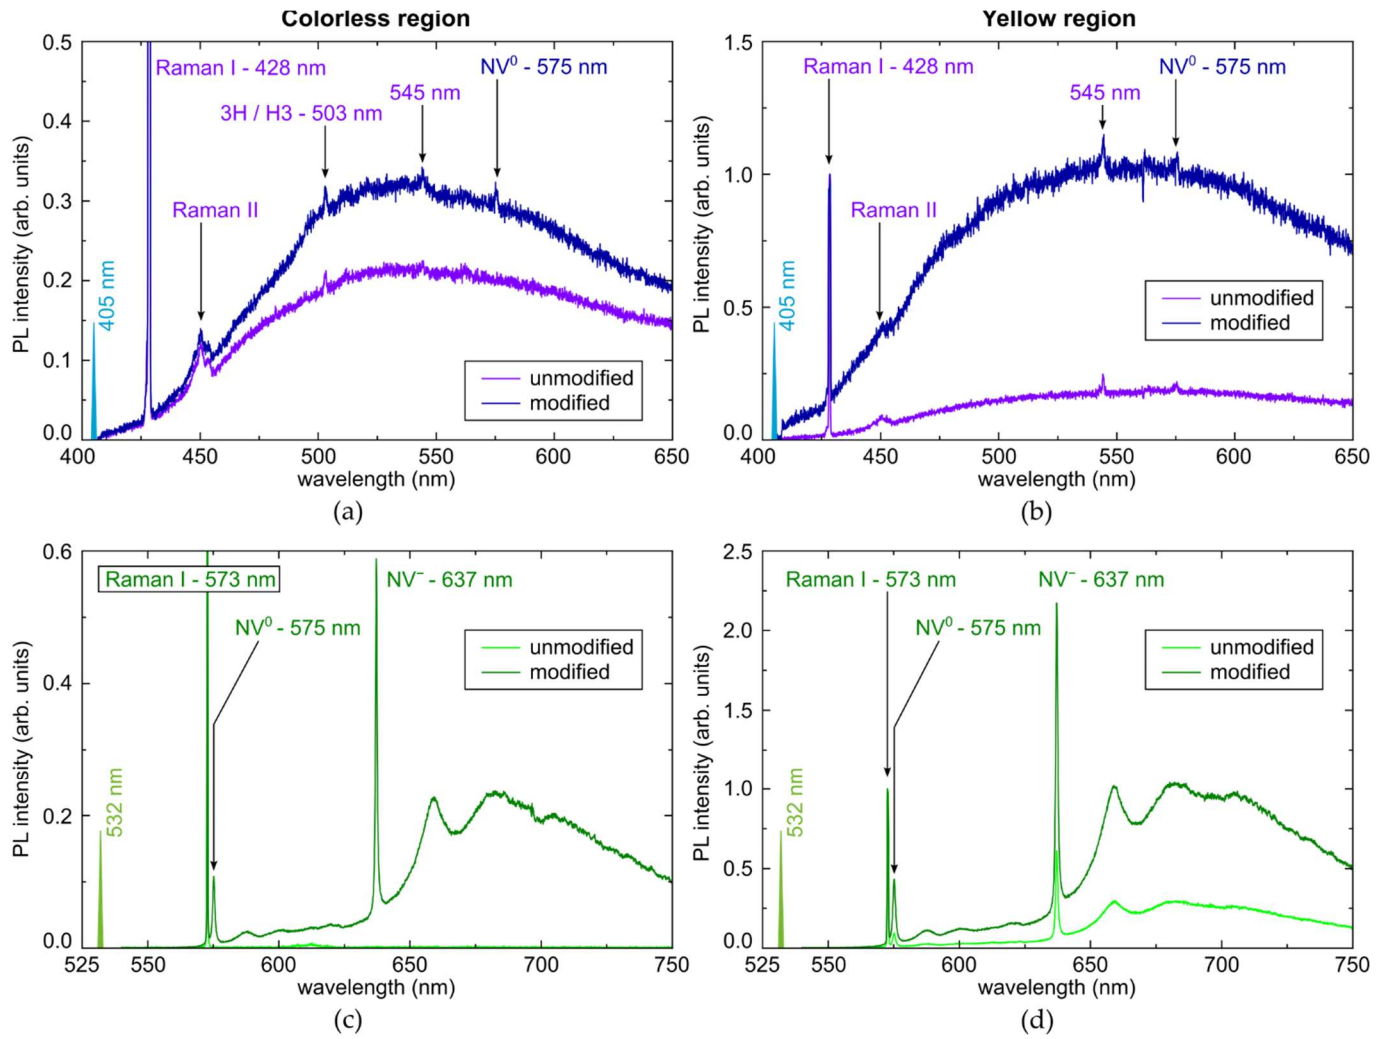 Colorless region
0.5
0.4
0.3
0.2
0.1
0.0
PL intensity (arb. units)
405 nm
Raman I - 428 nm
NV⁰ - 575 nm
545 nm
3H / H3 - 503 nm
Raman II
unmodified
modified
400 450 500 550 600 650
wavelength (nm)
(a)
Yellow region
1.5
1.0
0.5
0.0
PL intensity (arb. units)
405 nm
Raman I - 428 nm
NV⁰ - 575 nm
545 nm
Raman II
unmodified
modified
400 450 500 550 600 650
wavelength (nm)
(b)
0.6
0.4
0.2
0.0
PL intensity (arb. units)
532 nm
Raman I - 573 nm
NV⁻ - 637 nm
NV⁰ - 575 nm
unmodified
modified
525 550 600 650 700 750
wavelength (nm)
(c)
2.5
2.0
1.5
1.0
0.5
0.0
PL intensity (arb. units)
532 nm
Raman I - 573 nm
NV⁻ - 637 nm
NV⁰ - 575 nm
unmodified
modified
525 550 600 650 700 750
wavelength (nm)
(d)